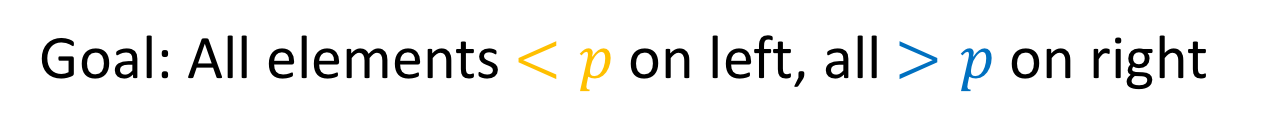 Goal: All elements < p on left, all > p on right